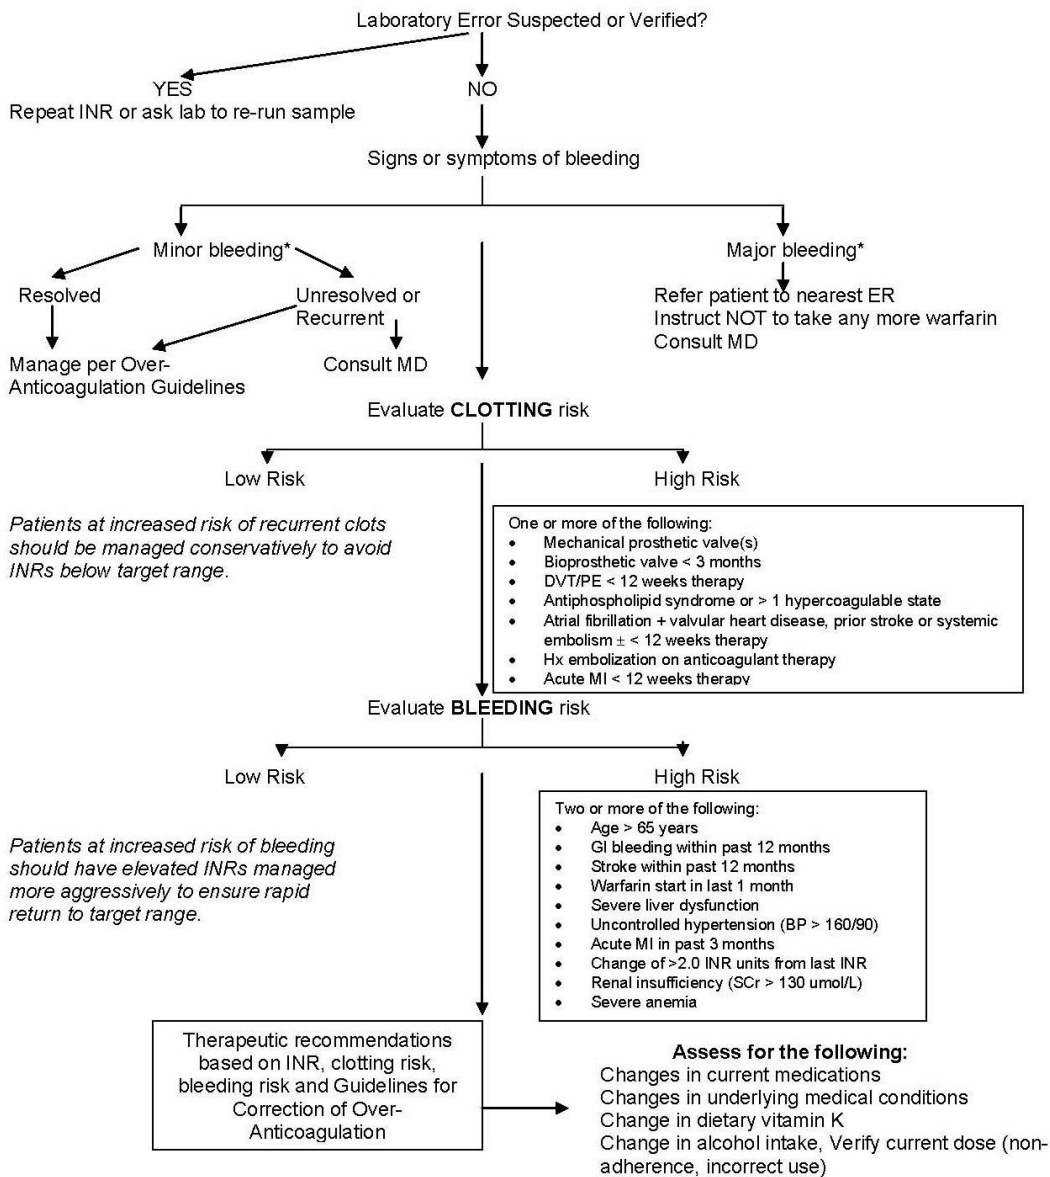 Laboratory Error Suspected or Verified?
YES
Repeat INR or ask lab to re-run sample
NO
Signs or symptoms of bleeding
Minor bleeding*
Resolved
Unresolved or
Recurrent
Manage per Over-
Anticoagulation Guidelines
Consult MD
Major bleeding*
Refer patient to nearest ER
Instruct NOT to take any more warfarin
Consult MD
Evaluate CLOTTING risk
Low Risk
High Risk
Patients at increased risk of recurrent clots
should be managed conservatively to avoid
INRs below target range.
One or more of the following:
• Mechanical prosthetic valve(s)
• Bioprosthetic valve < 3 months
• DVT/PE < 12 weeks therapy
• Antiphospholipid syndrome or > 1 hypercoagulable state
• Atrial fibrillation + valvular heart disease, prior stroke or systemic
embolism ± < 12 weeks therapy
• Hx embolization on anticoagulant therapy
• Acute MI < 12 weeks therapy
Evaluate BLEEDING risk
Low Risk
High Risk
Patients at increased risk of bleeding
should have elevated INRs managed
more aggressively to ensure rapid
return to target range.
Two or more of the following:
• Age > 65 years
• GI bleeding within past 12 months
• Stroke within past 12 months
• Warfarin start in last 1 month
• Severe liver dysfunction
• Uncontrolled hypertension (BP > 160/90)
• Acute MI in past 3 months
• Change of >2.0 INR units from last INR
• Renal insufficiency (SCr > 130 umol/L)
• Severe anemia
Therapeutic recommendations
based on INR, clotting risk,
bleeding risk and Guidelines for
Correction of Over-
Anticoagulation
Assess for the following:
Changes in current medications
Changes in underlying medical conditions
Change in dietary vitamin K
Change in alcohol intake, Verify current dose (non-
adherence, incorrect use)